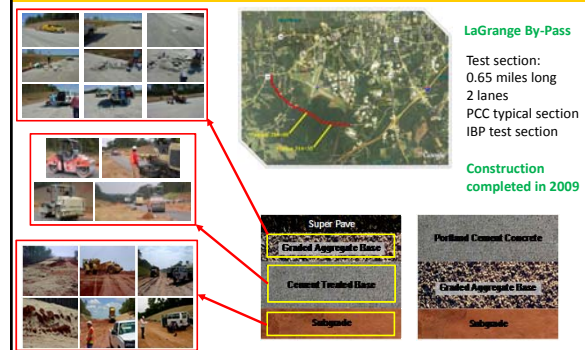 LaGrange By-Pass
Test section:
0.65 miles long
2 lanes
PCC typical section
IBP test section
Construction
completed in 2009
Super Pave
Graded Aggregate Base
Cement Treated Base
Subgrade
Portland Cement Concrete
Graded Aggregate Base
Subgrade